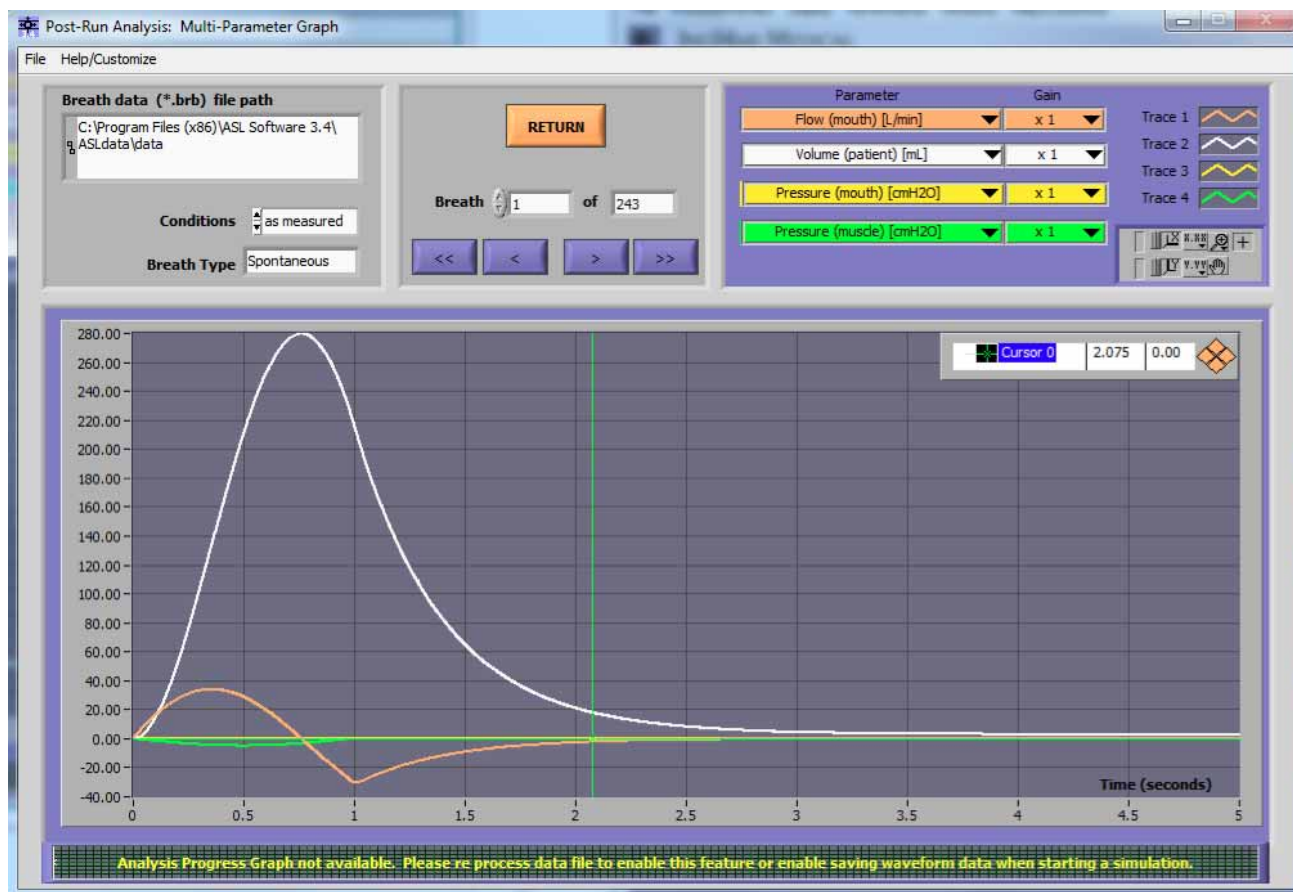 Post-Run Analysis: Multi-Parameter Graph
File Help/Customize
Breath data (*.brb) file path
C:\Program Files (x86)\ASL Software 3.4\
ASLdata\data
Conditions as measured
Breath Type Spontaneous
RETURN
Breath 1 of 243
<< < > >>
Parameter Gain
Flow (mouth) [L/min] x 1
Volume (patient) [mL] x 1
Pressure (mouth) [cmH2O] x 1
Pressure (muscle) [cmH2O] x 1
Trace 1
Trace 2
Trace 3
Trace 4
Cursor 0 2.075 0.00
280.00
260.00
240.00
220.00
200.00
180.00
160.00
140.00
120.00
100.00
80.00
60.00
40.00
20.00
0.00
-20.00
-40.00
Time (seconds)
0 0.5 1 1.5 2 2.5 3 3.5 4 4.5 5
Analysis Progress Graph not available. Please re process data file to enable this feature or enable saving waveform data when starting a simulation.